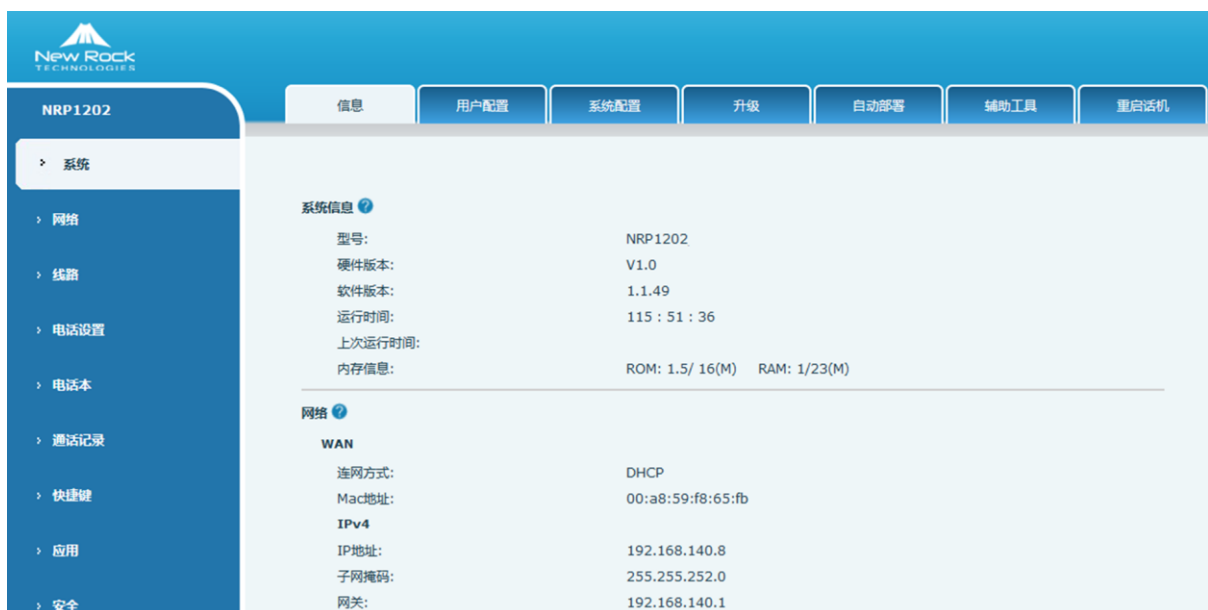 New Rock
TECHNOLOGIES
NRP1202
信息 用户配置 系统配置 升级 自动部署 辅助工具 重启话机
系统
网络
线路
电话设置
电话本
通话记录
快捷键
应用
安全
系统信息
型号: NRP1202
硬件版本: V1.0
软件版本: 1.1.49
运行时间: 115 : 51 : 36
上次运行时间:
内存信息: ROM: 1.5/ 16(M) RAM: 1/23(M)
网络
WAN
连网方式: DHCP
Mac地址: 00:a8:59:f8:65:fb
IPv4
IP地址: 192.168.140.8
子网掩码: 255.255.252.0
网关: 192.168.140.1